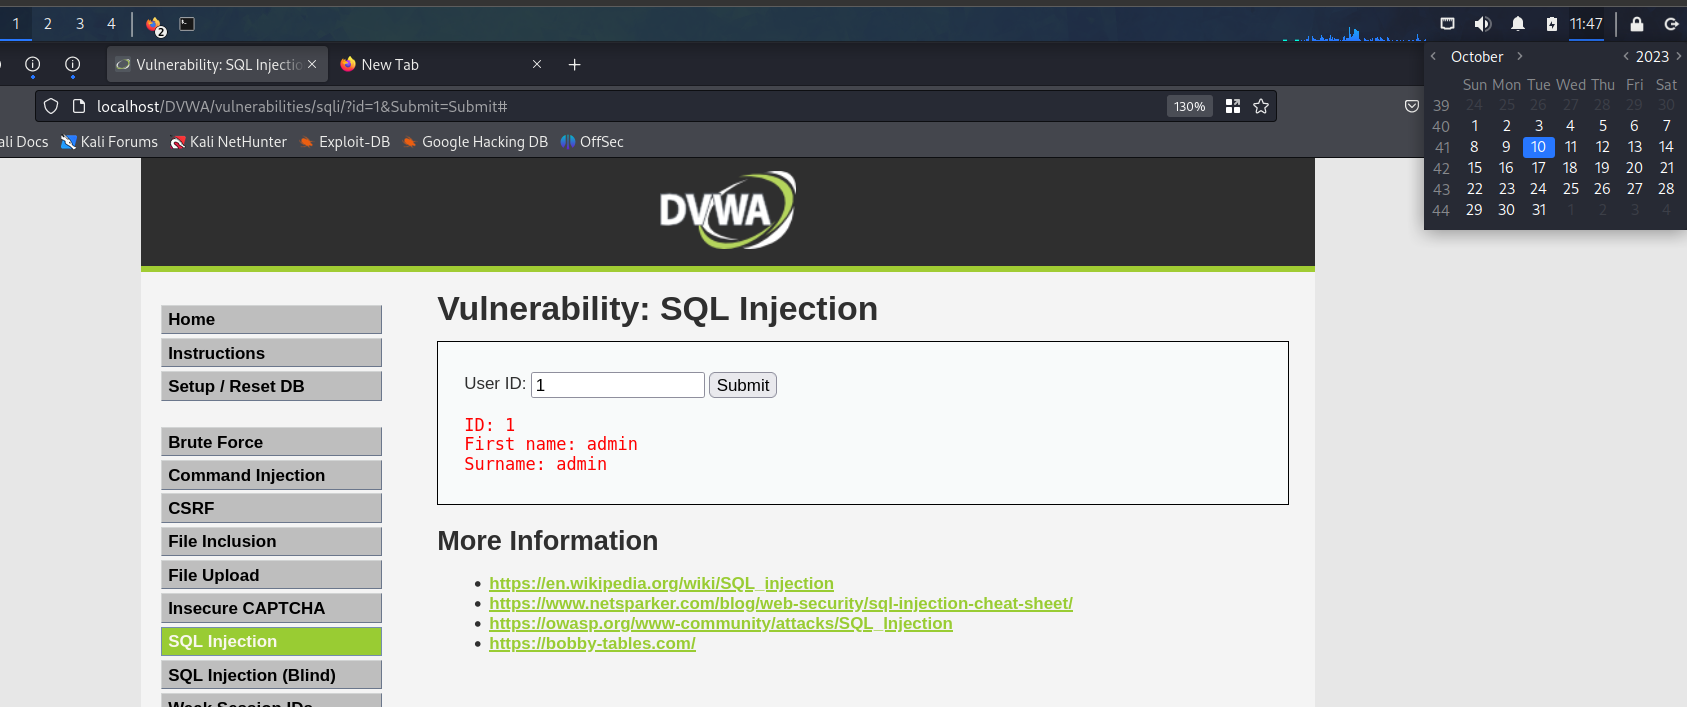 1 2 3 4 2 11:47
Vulnerability: SQL Injectio New Tab
localhost/DVWA/vulnerabilities/sqli/?id=1&Submit=Submit# 130%
ali Docs Kali Forums Kali NetHunter Exploit-DB Google Hacking DB OffSec
October 2023
Sun Mon Tue Wed Thu Fri Sat
39 24 25 26 27 28 29 30
40 1 2 3 4 5 6 7
41 8 9 10 11 12 13 14
42 15 16 17 18 19 20 21
43 22 23 24 25 26 27 28
44 29 30 31 1 2 3 4
DVWA
Home
Instructions
Setup / Reset DB
Brute Force
Command Injection
CSRF
File Inclusion
File Upload
Insecure CAPTCHA
SQL Injection
SQL Injection (Blind)
Weak Session IDs
Vulnerability: SQL Injection
User ID: 1 Submit
ID: 1
First name: admin
Surname: admin
More Information
• https://en.wikipedia.org/wiki/SQL_injection
• https://www.netsparker.com/blog/web-security/sql-injection-cheat-sheet/
• https://owasp.org/www-community/attacks/SQL_Injection
• https://bobby-tables.com/